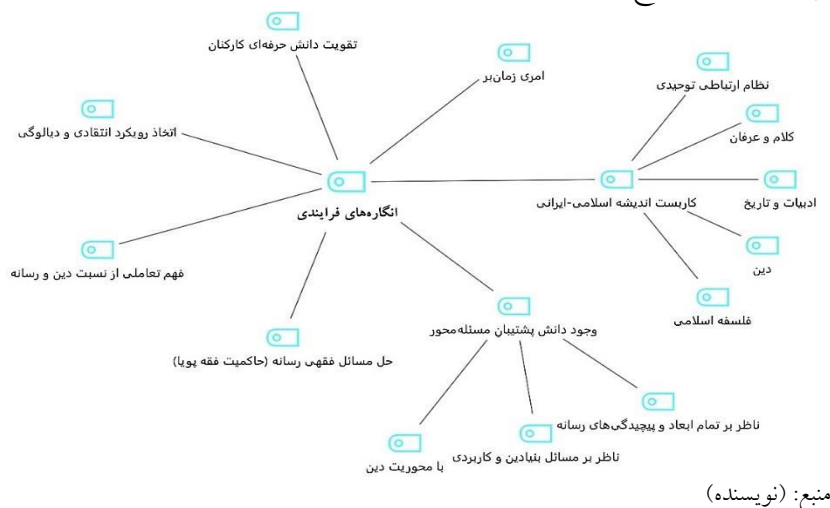 تقویت دانش حرفه‌ای کارکنان
امری زمان‌بر
نظام ارتباطی توحیدی
اتخاذ رویکرد انتقادی و دیالوگی
کلام و عرفان
انگاره‌های فرایندی
کاربست اندیشه اسلامی-ایرانی
ادبیات و تاریخ
فهم تعاملی از نسبت دین و رسانه
دین
وجود دانش پشتیبان مسئله‌محور
فلسفه اسلامی
حل مسائل فقهی رسانه (حاکمیت فقه پویا)
ناظر بر تمام ابعاد و پیچیدگی‌های رسانه
ناظر بر مسائل بنیادین و کاربردی
با محوریت دین
منبع: (نویسنده)